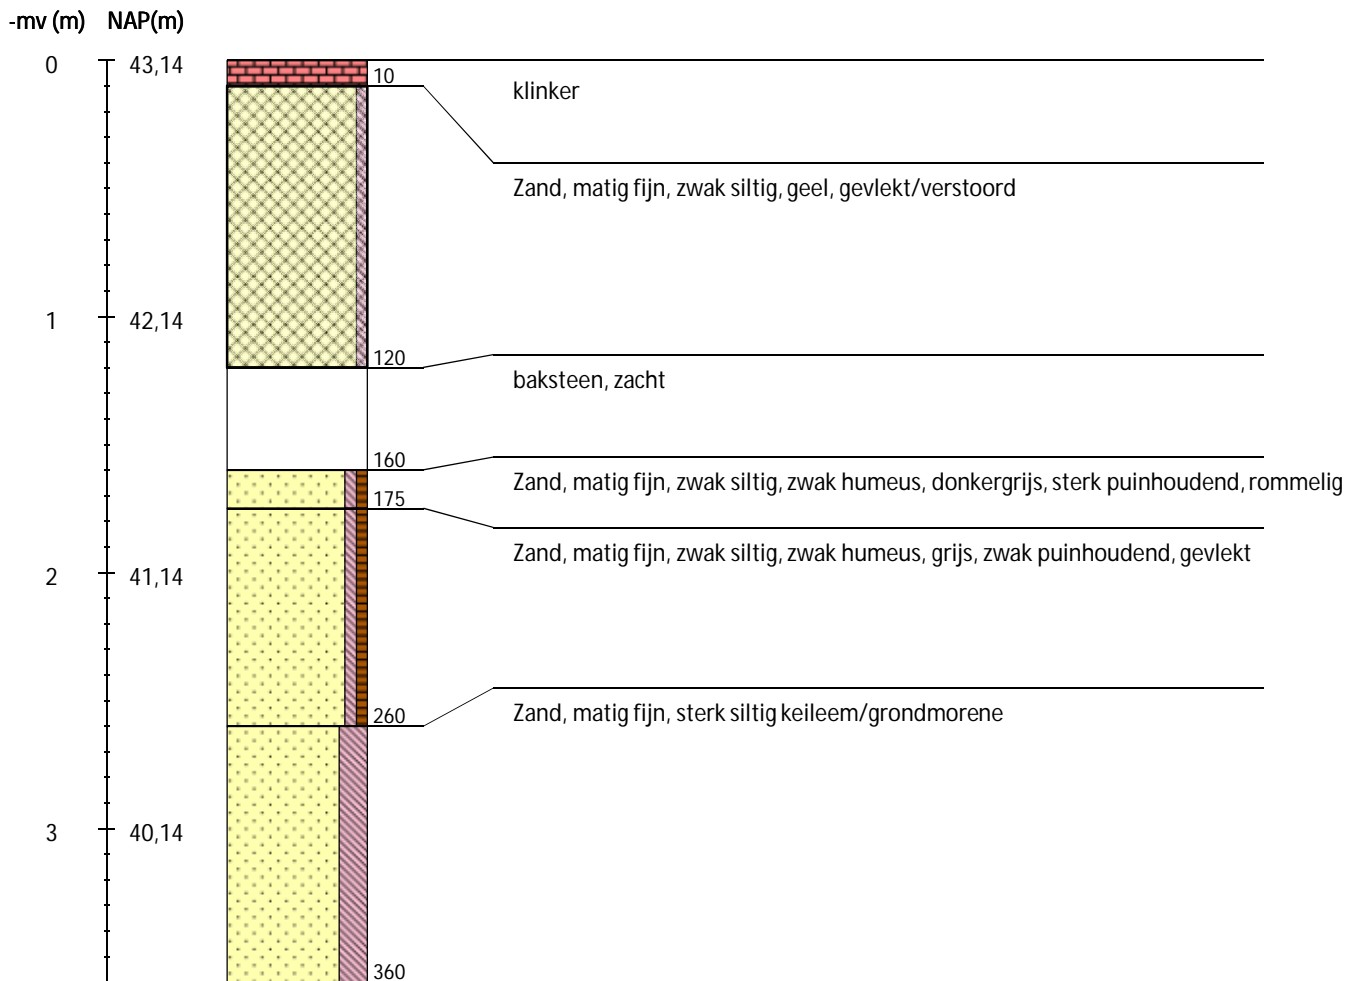 -mv (m) NAP(m)
0 43,14
10
klinker
Zand, matig fijn, zwak siltig, geel, gevlekt/verstoord
1 42,14
120
baksteen, zacht
160
Zand, matig fijn, zwak siltig, zwak humeus, donkergrijs, sterk puinhoudend, rommelig
175
Zand, matig fijn, zwak siltig, zwak humeus, grijs, zwak puinhoudend, gevlekt
2 41,14
260
Zand, matig fijn, sterk siltig keileem/grondmorene
3 40,14
360